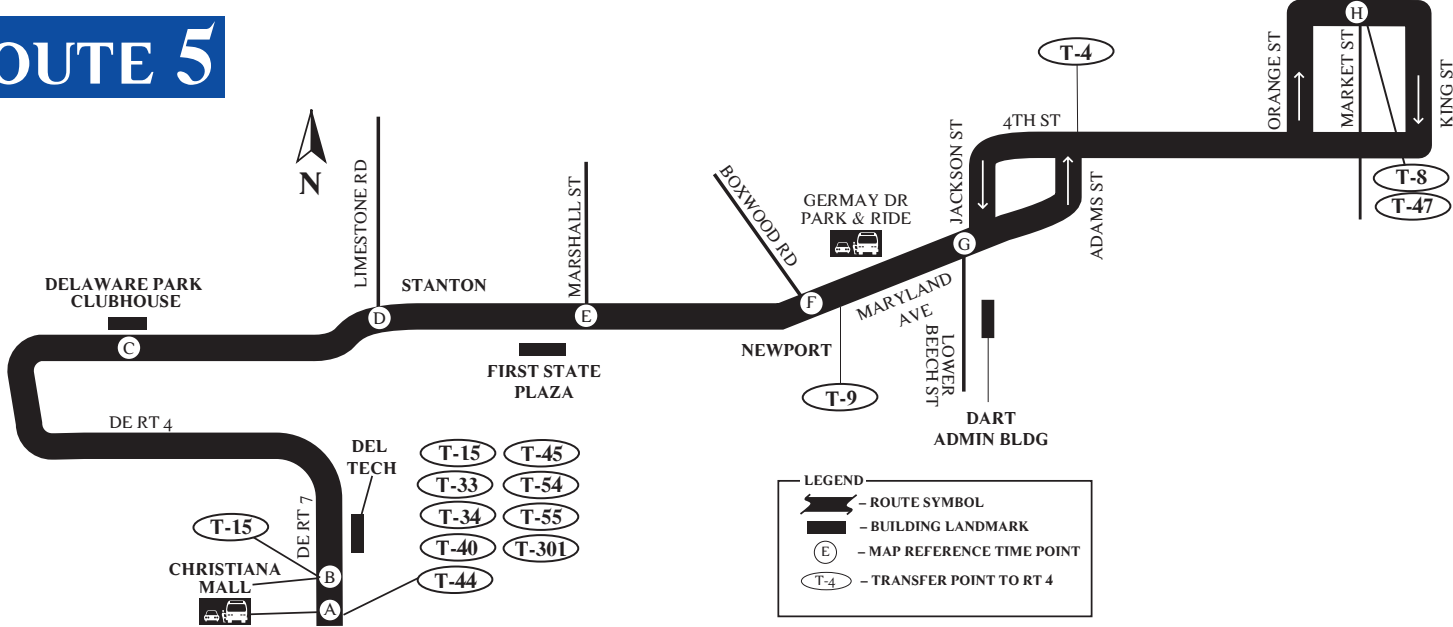 OUTE 5
N
LIMESTONE RD
STANTON
MARSHALL ST
BOXWOOD RD
GERMAY DR
PARK & RIDE
JACKSON ST
4TH ST
T-4
ADAMS ST
ORANGE ST
H
MARKET ST
KING ST
T-8
T-47
DELAWARE PARK
CLUBHOUSE
C
D
E
F
G
FIRST STATE
PLAZA
NEWPORT
MARYLAND
AVE
T-9
LOWER
BEECH ST
DART
ADMIN BLDG
DE RT 4
DEL
TECH
DE RT 7
T-15
CHRISTIANA
MALL
B
A
T-15
T-45
T-33
T-54
T-34
T-55
T-40
T-301
T-44
LEGEND
– ROUTE SYMBOL
– BUILDING LANDMARK
E – MAP REFERENCE TIME POINT
T-4 – TRANSFER POINT TO RT 4